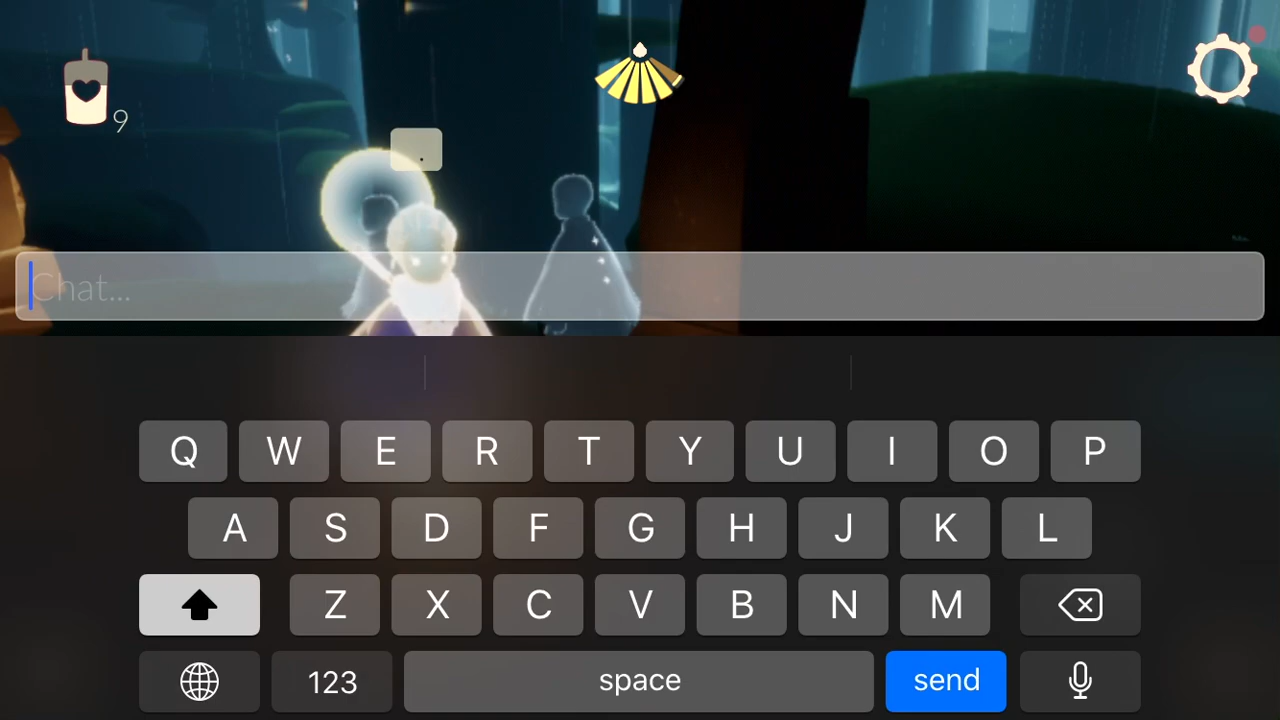 9
.
Chat...
Q W E R T Y U I O P
A S D F G H J K L
Z X C V B N M
123 space send